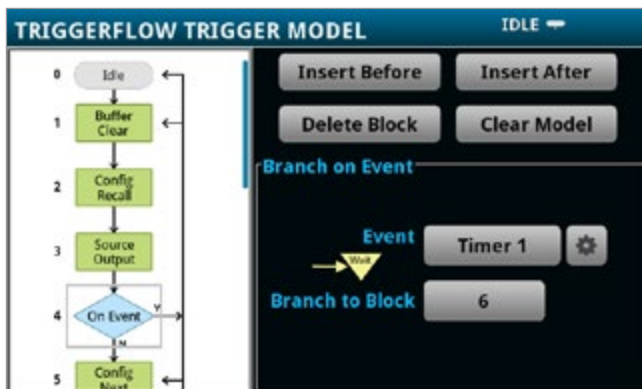 TRIGGERFLOW TRIGGER MODEL
IDLE
0
Idle
1
Buffer
Clear
2
Config
Recall
3
Source
Output
4
On Event
Y
N
5
Config
Next
Insert Before
Insert After
Delete Block
Clear Model
Branch on Event
Event
Timer 1
Wait
Branch to Block
6